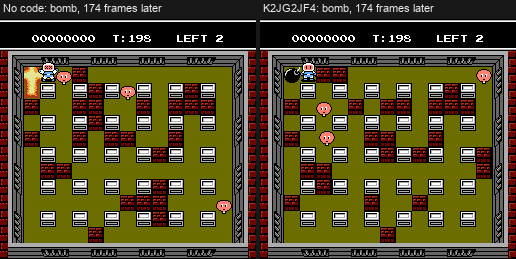 No code: bomb, 174 frames later
K2JG2JF4: bomb, 174 frames later
00000000 T:198 LEFT 2
00000000 T:198 LEFT 2